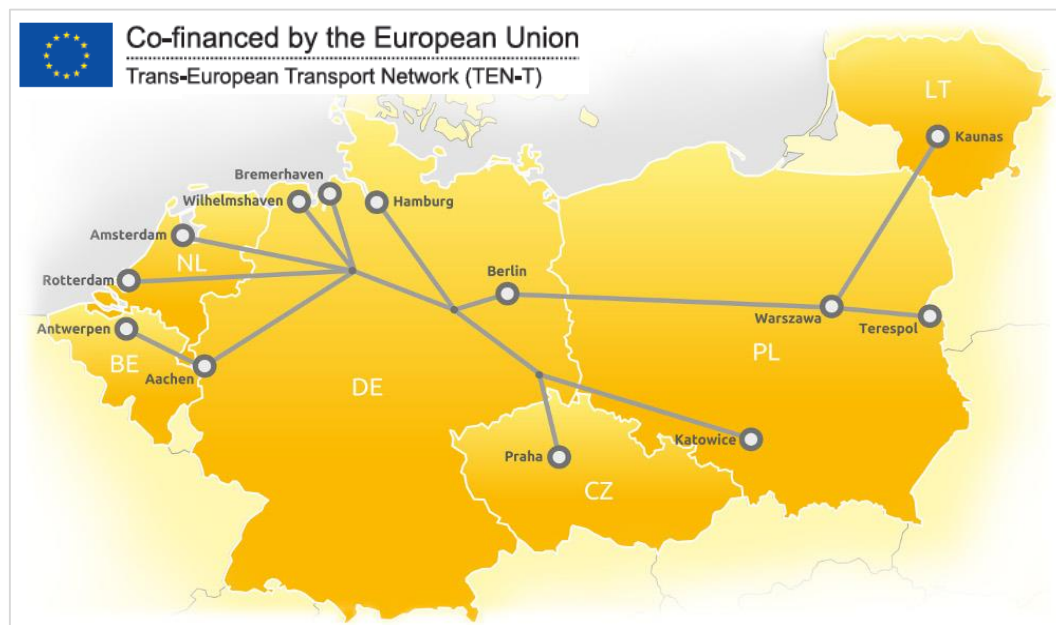 Co-financed by the European Union
Trans-European Transport Network (TEN-T)
LT
Kaunas
Bremerhaven
Wilhelmshaven
Hamburg
Amsterdam
NL
Rotterdam
Berlin
Antwerpen
Warszawa
Terespol
BE
Aachen
DE
PL
Katowice
Praha
CZ